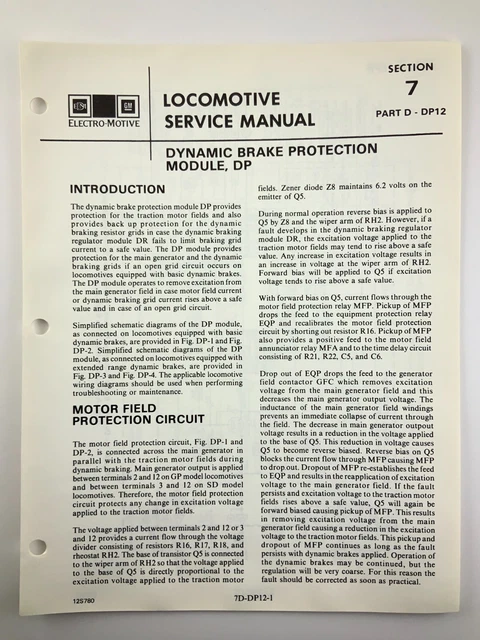 SECTION
7
PART D - DP12
GM
ELECTRO-MOTIVE
LOCOMOTIVE
SERVICE MANUAL
DYNAMIC BRAKE PROTECTION
MODULE, DP
INTRODUCTION
The dynamic brake protection module DP provides
protection for the traction motor fields and also
provides back up protection for the dynamic
braking resistor grids in case the dynamic braking
regulator module DR fails to limit braking grid
current to a safe value. The DP module provides
protection for the main generator and the dynamic
braking grids if an open grid circuit occurs on
locomotives equipped with basic dynamic brakes.
The DP module operates to remove excitation from
the main generator field in case motor field current
or dynamic braking grid current rises above a safe
value and in case of an open grid circuit.
Simplified schematic diagrams of the DP module,
as connected on locomotives equipped with basic
dynamic brakes, are provided in Fig. DP-1 and Fig.
DP-2. Simplified schematic diagrams of the DP
module, as connected on locomotives equipped with
extended range dynamic brakes, are provided in
Fig. DP-3 and Fig. DP-4. The applicable locomotive
wiring diagrams should be used when performing
troubleshooting or maintenance.
MOTOR FIELD
PROTECTION CIRCUIT
The motor field protection circuit, Fig. DP-1 and
DP-2, is connected across the main generator in
parallel with the traction motor fields during
dynamic braking. Main generator output is applied
between terminals 2 and 12 on GP model locomotives
and between terminals 3 and 12 on SD model
locomotives. Therefore, the motor field protection
circuit protects any change in excitation voltage
applied to the traction motor fields.
The voltage applied between terminals 2 and 12 or 3
and 12 provides a current flow through the voltage
divider consisting of resistors R16, R17, R18, and
rheostat RH2. The base of transistor Q5 is connected
to the wiper arm of RH2 so that the voltage applied
to the base of Q5 is directly proportional to the
excitation voltage applied to the traction motor
fields. Zener diode Z8 maintains 6.2 volts on the
emitter of Q5.
During normal operation reverse bias is applied to
Q5 by Z8 and the wiper arm of RH2. However, if a
fault develops in the dynamic braking regulator
module DR, the excitation voltage applied to the
traction motor fields may tend to rise above a safe
value. Any increase in excitation voltage results in
an increase in voltage at the wiper arm of RH2.
Forward bias will be applied to Q5 if excitation
voltage tends to rise above a safe value.
With forward bias on Q5, current flows through the
motor field protection relay MFP. Pickup of MFP
drops the feed to the equipment protection relay
EQP and recalibrates the motor field protection
circuit by shorting out resistor R16. Pickup of MFP
also provides a positive feed to the motor field
annunciator relay MFA and to the time delay circuit
consisting of R21, R22, C5, and C6.
Drop out of EQP drops the feed to the generator
field contactor GFC which removes excitation
voltage from the main generator field and this
decreases the main generator output voltage. The
inductance of the main generator field windings
prevents an immediate collapse of current through
the field. The decrease in main generator outpout
voltage results in a reduction in the voltage applied
to the base of Q5. This reduction in voltage causes
Q5 to become reverse biased. Reverse bias on Q5
blocks the current flow through MFP causing MFP
to drop out. Dropout of MFP re-establishes the feed
to EQP and results in the reapplication of excitation
voltage to the main generator field. If the fault
persists and excitation voltage to the traction motor
fields rises above a safe value, Q5 will again be
forward biased causing pickup of MFP. This results
in removing excitation voltage from the main
generator field causing a reduction in the excitation
voltage to the traction motor fields. This pickup and
dropout of MFP continues as long as the fault
persists with dynamic brakes applied. Operation of
the dynamic brakes may be continued, but the
regulation will be very coarse. For this reason the
fault should be corrected as soon as practical.
12S780
7D-DP12-1